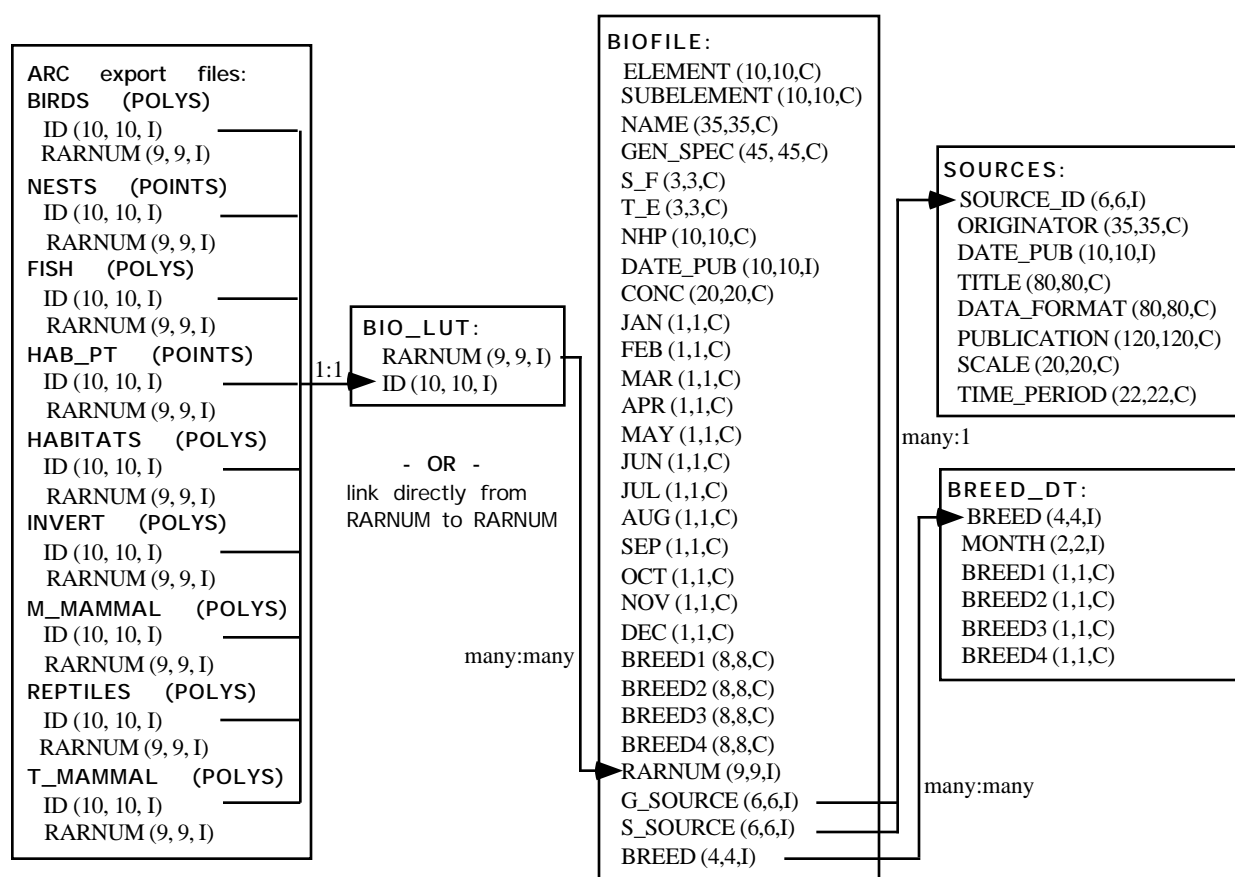 ARC export files:
BIRDS (POLYS)
ID (10, 10, I)
RARNUM (9, 9, I)
NESTS (POINTS)
ID (10, 10, I)
RARNUM (9, 9, I)
FISH (POLYS)
ID (10, 10, I)
RARNUM (9, 9, I)
HAB_PT (POINTS)
ID (10, 10, I)
RARNUM (9, 9, I)
HABITATS (POLYS)
ID (10, 10, I)
RARNUM (9, 9, I)
INVERT (POLYS)
ID (10, 10, I)
RARNUM (9, 9, I)
M_MAMMAL (POLYS)
ID (10, 10, I)
RARNUM (9, 9, I)
REPTILES (POLYS)
ID (10, 10, I)
RARNUM (9, 9, I)
T_MAMMAL (POLYS)
ID (10, 10, I)
RARNUM (9, 9, I)
1:1
BIO_LUT:
RARNUM (9, 9, I)
ID (10, 10, I)
- OR -
link directly from
RARNUM to RARNUM
many:many
BIOFILE:
ELEMENT (10,10,C)
SUBELEMENT (10,10,C)
NAME (35,35,C)
GEN_SPEC (45, 45,C)
S_F (3,3,C)
T_E (3,3,C)
NHP (10,10,C)
DATE_PUB (10,10,I)
CONC (20,20,C)
JAN (1,1,C)
FEB (1,1,C)
MAR (1,1,C)
APR (1,1,C)
MAY (1,1,C)
JUN (1,1,C)
JUL (1,1,C)
AUG (1,1,C)
SEP (1,1,C)
OCT (1,1,C)
NOV (1,1,C)
DEC (1,1,C)
BREED1 (8,8,C)
BREED2 (8,8,C)
BREED3 (8,8,C)
BREED4 (8,8,C)
RARNUM (9,9,I)
G_SOURCE (6,6,I)
S_SOURCE (6,6,I)
BREED (4,4,I)
many:1
many:many
SOURCES:
SOURCE_ID (6,6,I)
ORIGINATOR (35,35,C)
DATE_PUB (10,10,I)
TITLE (80,80,C)
DATA_FORMAT (80,80,C)
PUBLICATION (120,120,C)
SCALE (20,20,C)
TIME_PERIOD (22,22,C)
BREED_DT:
BREED (4,4,I)
MONTH (2,2,I)
BREED1 (1,1,C)
BREED2 (1,1,C)
BREED3 (1,1,C)
BREED4 (1,1,C)